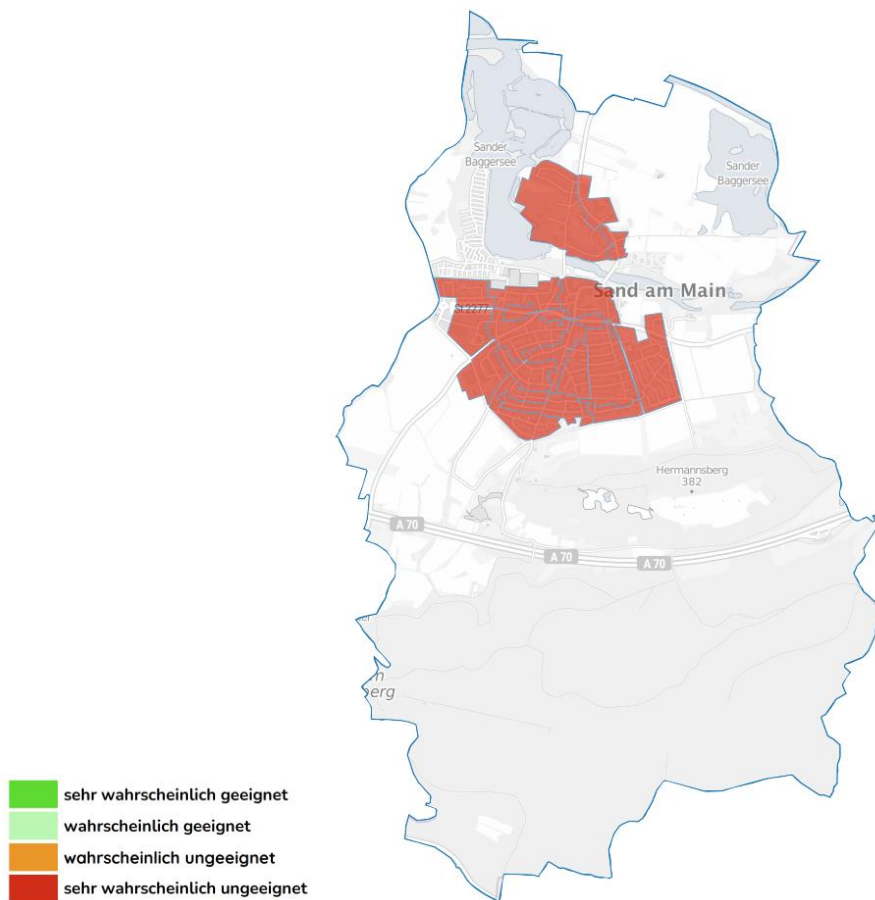 Sander
Baggersee
Sander
Baggersee
Sand am Main
St2277
Hermannsberg
382
A 70
A 70
A 70
sehr wahrscheinlich geeignet
wahrscheinlich geeignet
wahrscheinlich ungeeignet
sehr wahrscheinlich ungeeignet